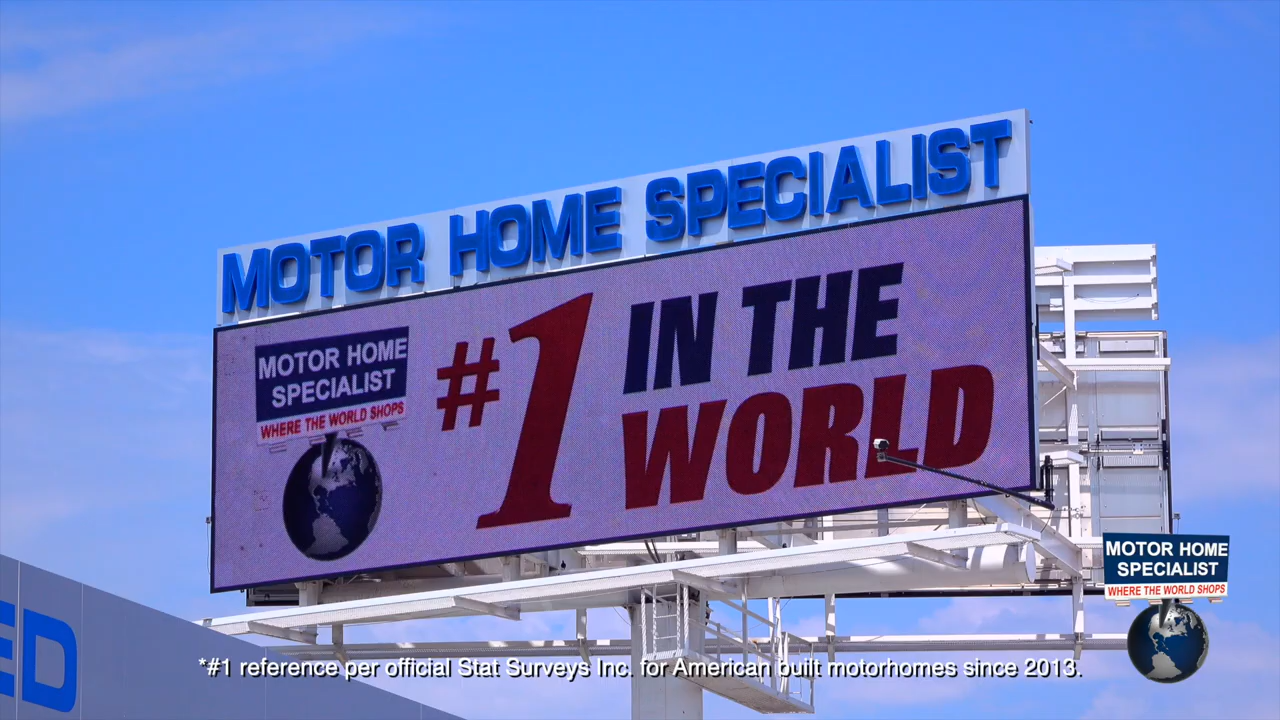 MOTOR HOME SPECIALIST
MOTOR HOME
SPECIALIST
WHERE THE WORLD SHOPS
#1 IN THE
WORLD
ED
MOTOR HOME
SPECIALIST
WHERE THE WORLD SHOPS
*#1 reference per official Stat Surveys Inc. for American built motorhomes since 2013.